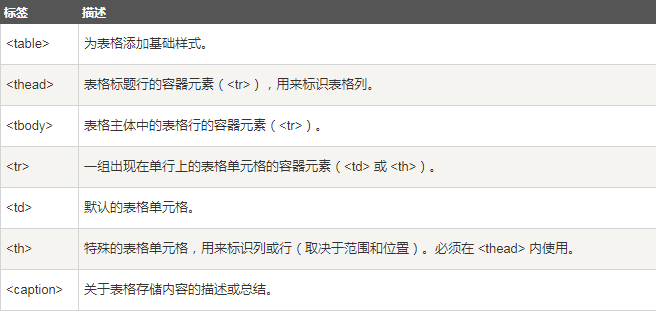 标签 描述
<table> 为表格添加基础样式。
<thead> 表格标题行的容器元素（<tr>），用来标识表格列。
<tbody> 表格主体中的表格行的容器元素（<tr>）。
<tr> 一组出现在单行上的表格单元格的容器元素（<td> 或 <th>）。
<td> 默认的表格单元格。
<th> 特殊的表格单元格，用来标识列或行（取决于范围和位置）。必须在 <thead> 内使用。
<caption> 关于表格存储内容的描述或总结。